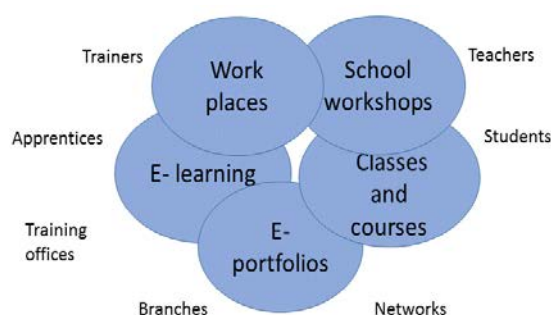 Trainers
Work
places
School
workshops
Teachers
Apprentices
E- learning
Classes
and
courses
Students
Training
offices
E-
portfolios
Branches
Networks